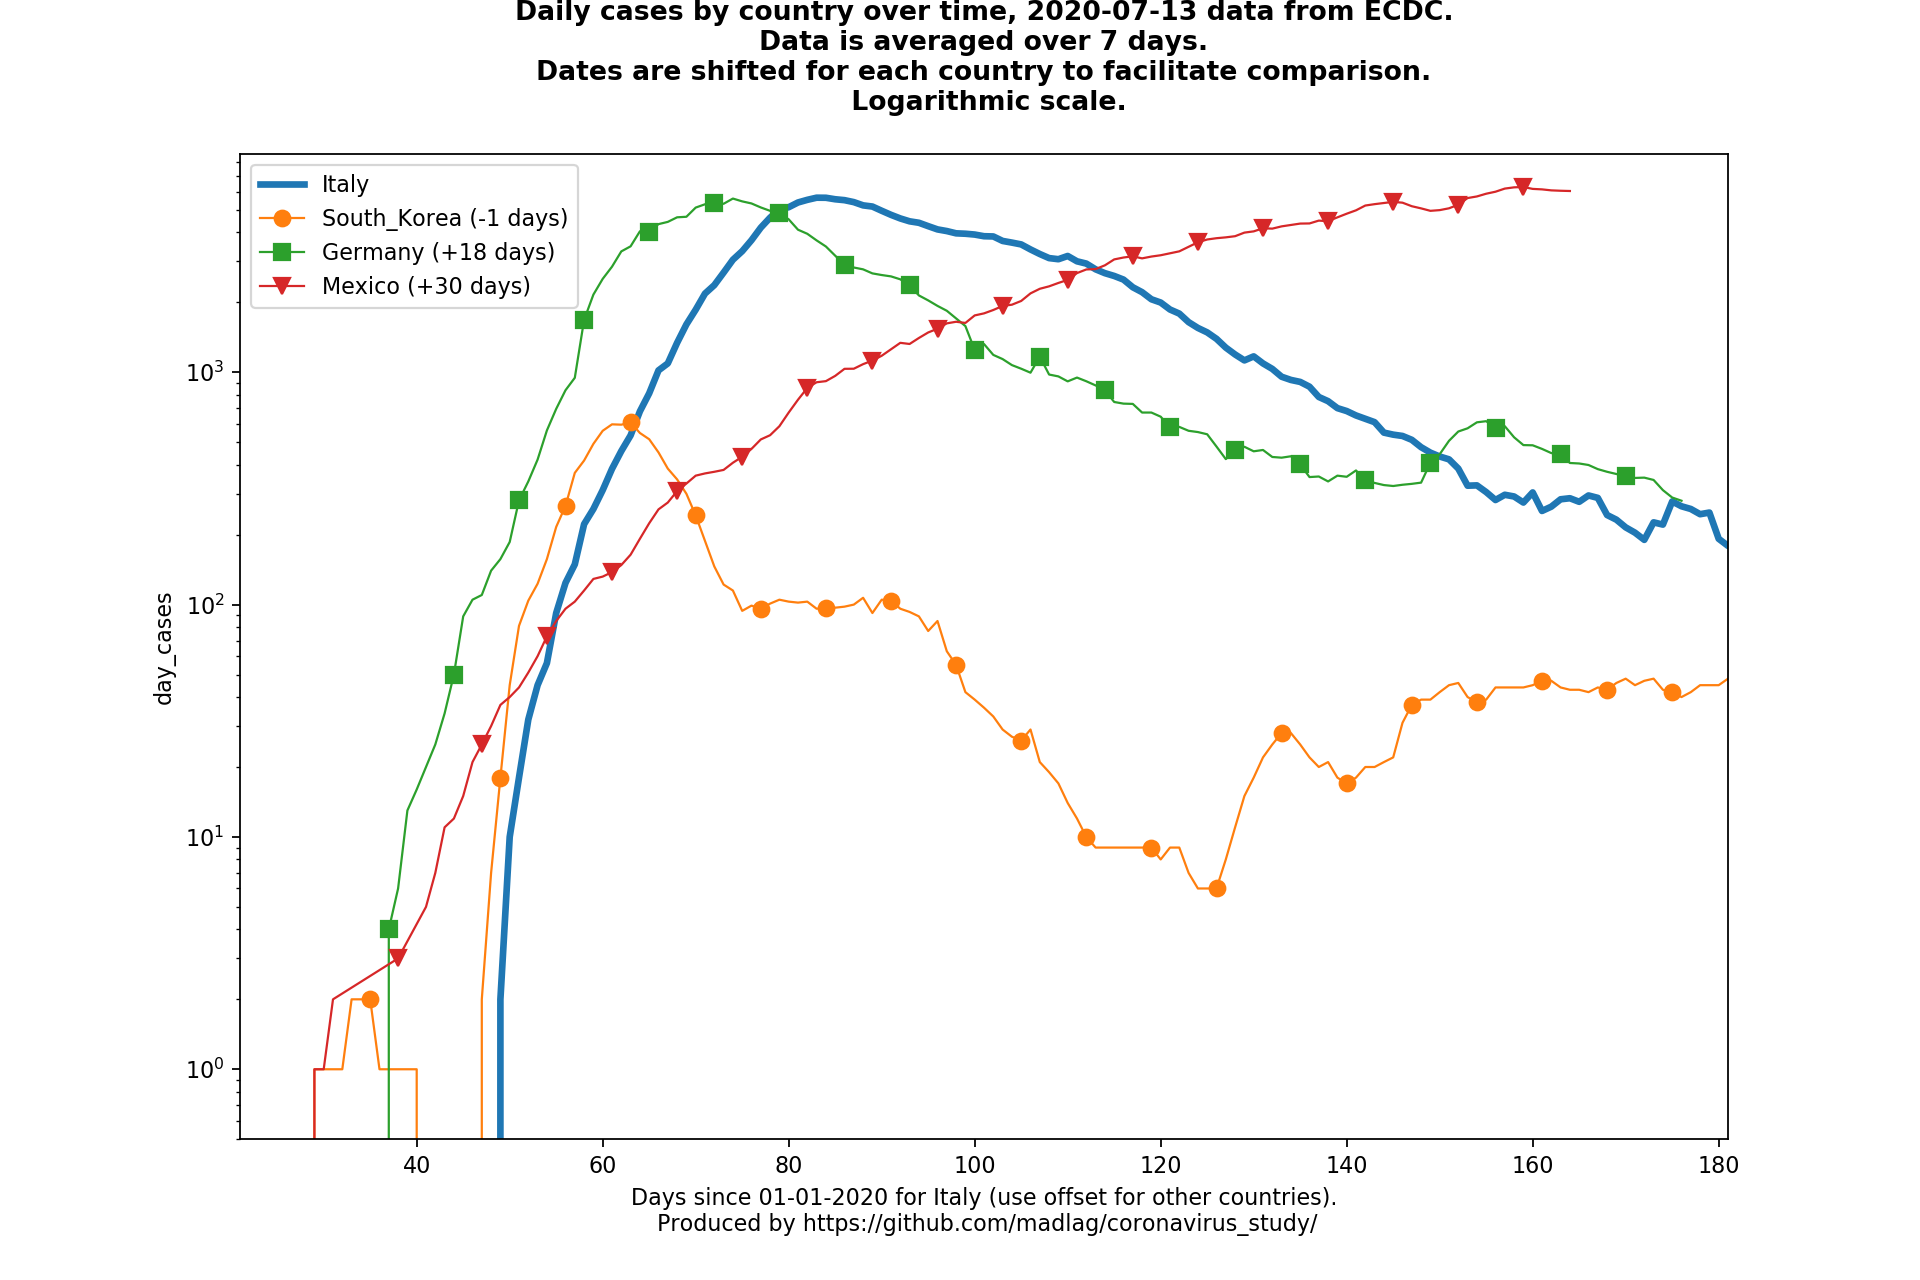 Daily cases by country over time, 2020-07-13 data from ECDC.
Data is averaged over 7 days.
Dates are shifted for each country to facilitate comparison.
Logarithmic scale.
Italy
South_Korea (-1 days)
Germany (+18 days)
Mexico (+30 days)
day_cases
10³
10²
10¹
10⁰
40 60 80 100 120 140 160 180
Days since 01-01-2020 for Italy (use offset for other countries).
Produced by https://github.com/madlag/coronavirus_study/